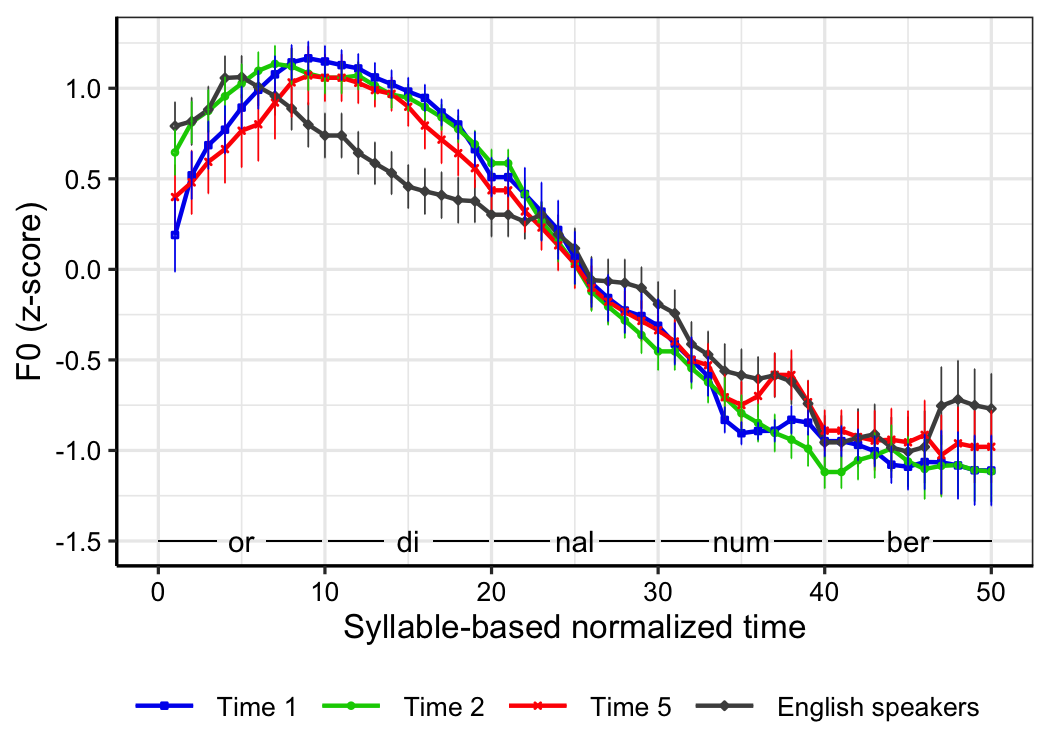 F0 (z-score)
1.0
0.5
0.0
-0.5
-1.0
-1.5
or di nal num ber
0 10 20 30 40 50
Syllable-based normalized time
Time 1 Time 2 Time 5 English speakers